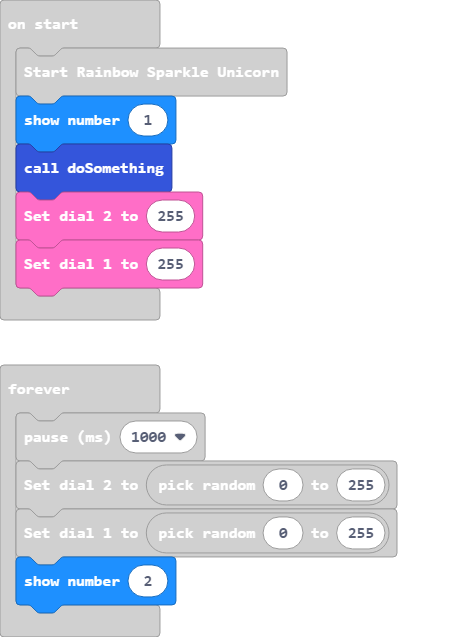 on start
Start Rainbow Sparkle Unicorn
show number 1
call doSomething
Set dial 2 to 255
Set dial 1 to 255
forever
pause (ms) 1000
Set dial 2 to pick random 0 to 255
Set dial 1 to pick random 0 to 255
show number 2